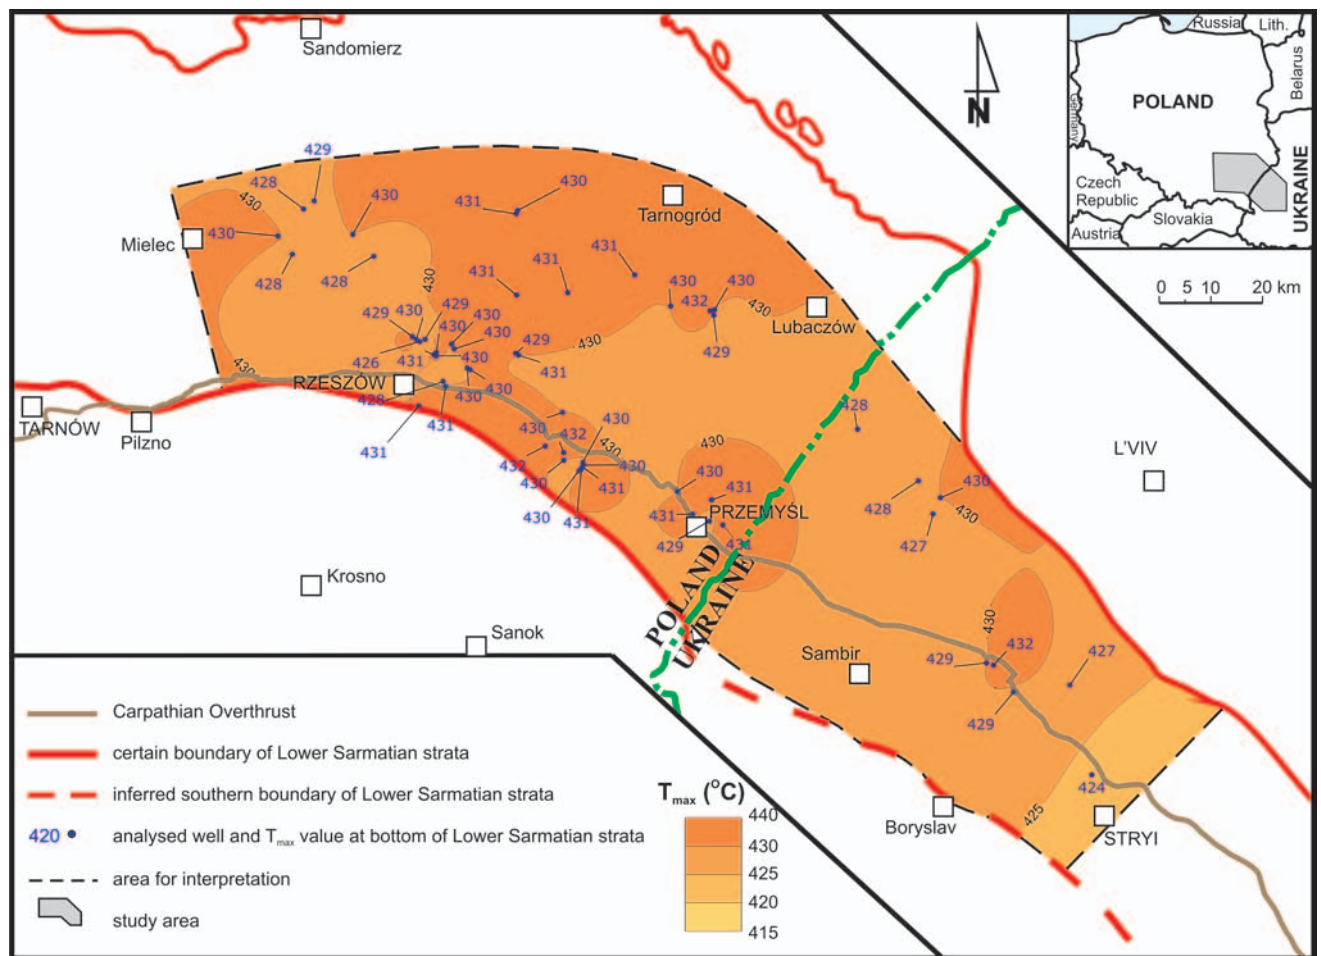 Sandomierz
N
Russia
Lith.
Belarus
Germany
POLAND
UKRAINE
Czech
Republic
Slovakia
Austria
0 5 10 20 km
429
428
430
430
430
431
430
Tarnogród
Mielec
430
428
428
430
431
431
431
430
430
432
430
Lubaczów
429
429
430
429
430
430
426
431
430
429
431
430
430
RZESZÓW
428
430
430
431
431
TARNÓW
Pilzno
430
432
430
430
432
430
430
431
430
431
430
430
431
431
PRZEMYŚL
429
431
428
L'VIV
430
428
430
427
POLAND
UKRAINE
Krosno
Sanok
Sambir
430
429
432
427
429
424
425
Boryslav
STRYI
Carpathian Overthrust
certain boundary of Lower Sarmatian strata
inferred southern boundary of Lower Sarmatian strata
420 analysed well and Tmax value at bottom of Lower Sarmatian strata
area for interpretation
study area
Tmax (°C)
440
430
425
420
415